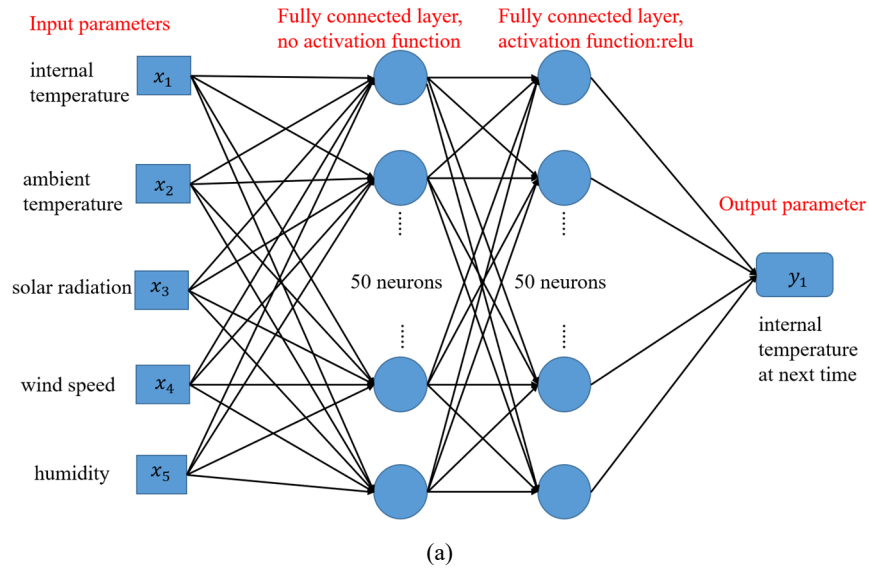 Input parameters
Fully connected layer,
no activation function
Fully connected layer,
activation function:relu
internal
temperature
x₁
ambient
temperature
x₂
solar radiation
x₃
wind speed
x₄
humidity
x₅
50 neurons
50 neurons
Output parameter
y₁
internal
temperature
at next time
(a)